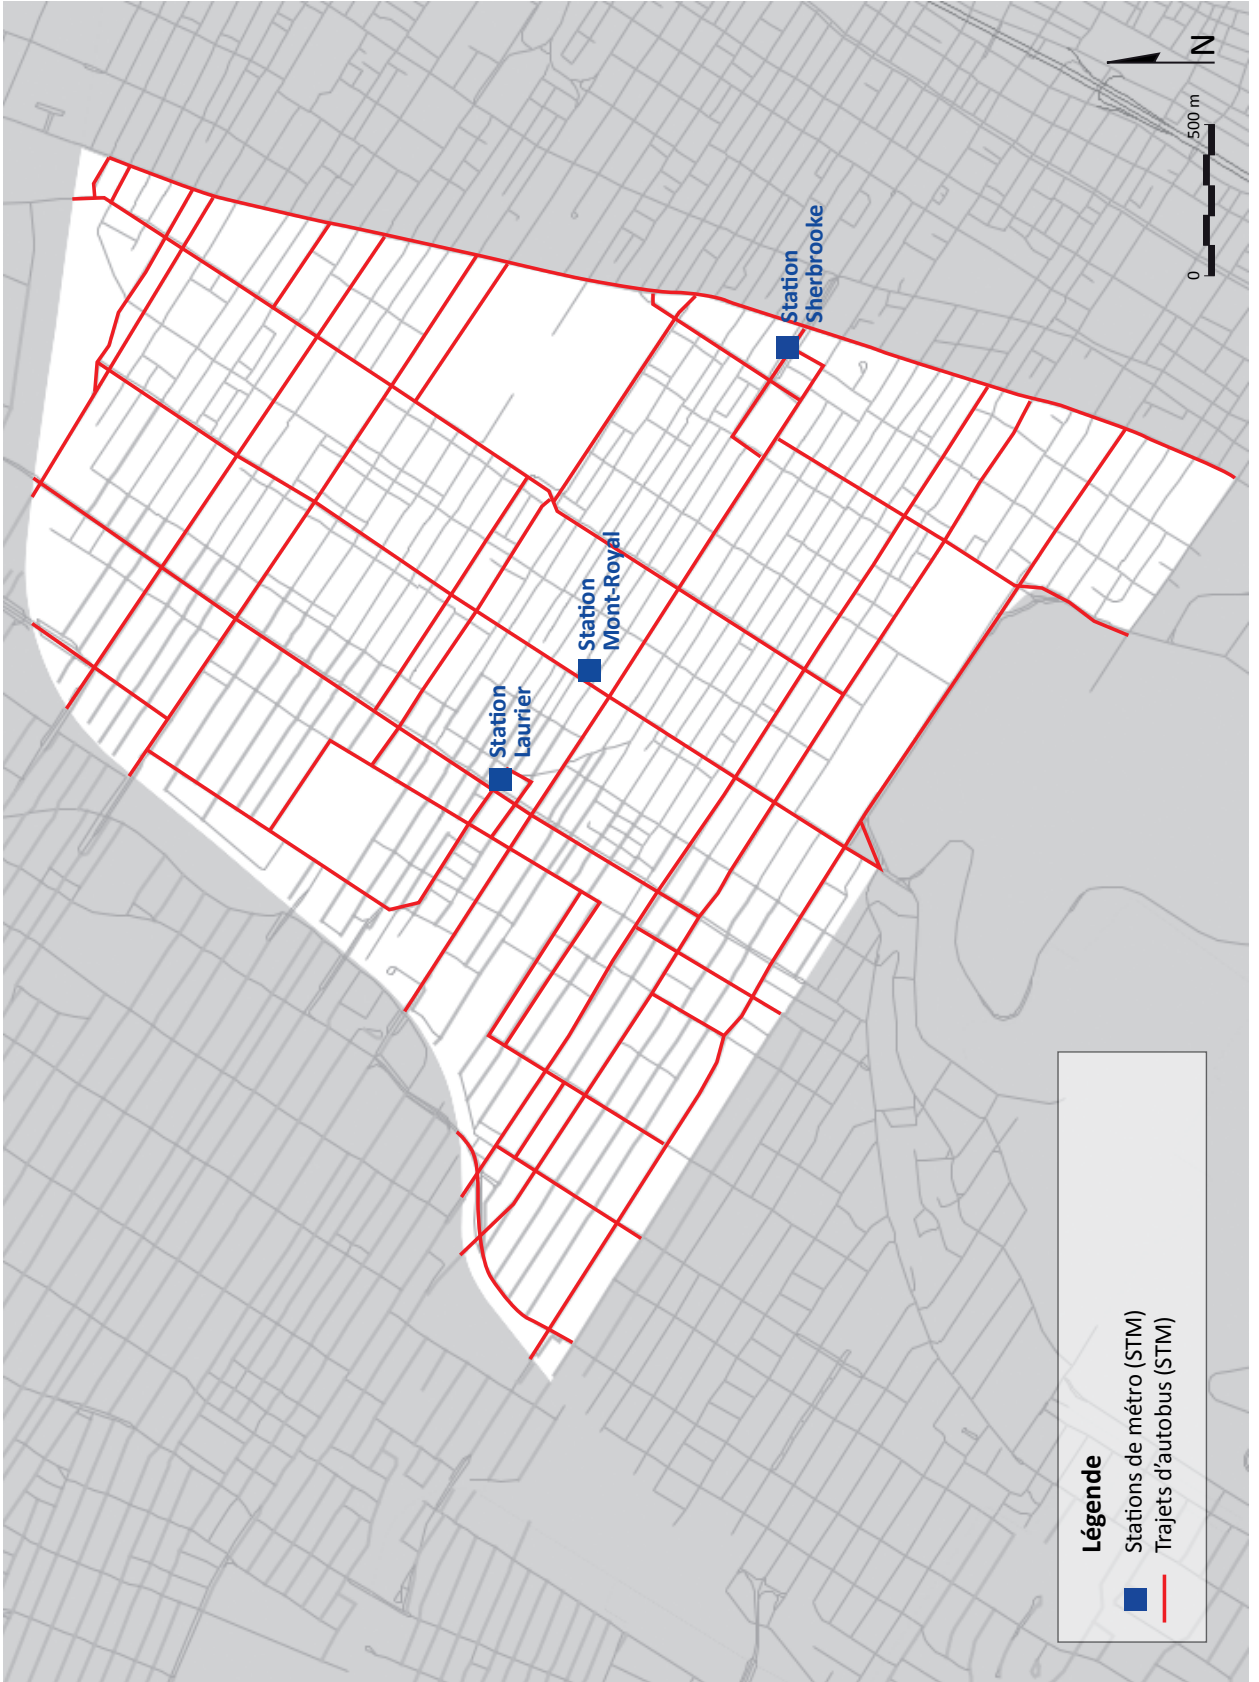 Station
Laurier
Station
Mont-Royal
Station
Sherbrooke
Légende
Stations de métro (STM)
Trajets d'autobus (STM)
0
500 m
N